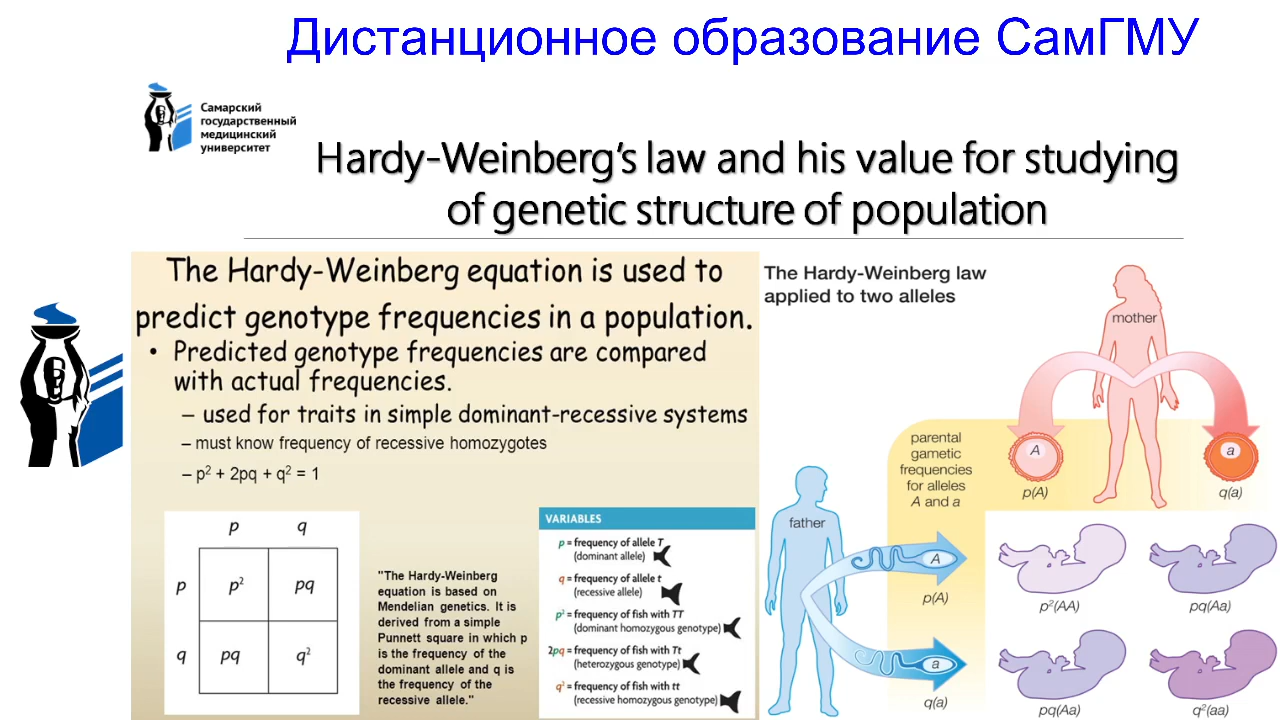 Дистанционное образование СамГМУ
Самарский
государственный
медицинский
университет
Hardy-Weinberg's law and his value for studying
of genetic structure of population
The Hardy-Weinberg equation is used to
predict genotype frequencies in a population.
• Predicted genotype frequencies are compared
with actual frequencies.
– used for traits in simple dominant-recessive systems
– must know frequency of recessive homozygotes
– p² + 2pq + q² = 1
p q
p p² pq
q pq q²
"The Hardy-Weinberg
equation is based on
Mendelian genetics. It is
derived from a simple
Punnett square in which p
is the frequency of the
dominant allele and q is
the frequency of the
recessive allele."
VARIABLES
p = frequency of allele T
(dominant allele)
q = frequency of allele t
(recessive allele)
p² = frequency of fish with TT
(dominant homozygous genotype)
2pq = frequency of fish with Tt
(heterozygous genotype)
q² = frequency of fish with tt
(recessive homozygous genotype)
The Hardy-Weinberg law
applied to two alleles
mother
parental
gametic
frequencies
for alleles
A and a
A
a
p(A)
q(a)
father
A
p(A)
a
q(a)
p²(AA)
pq(Aa)
pq(Aa)
q²(aa)